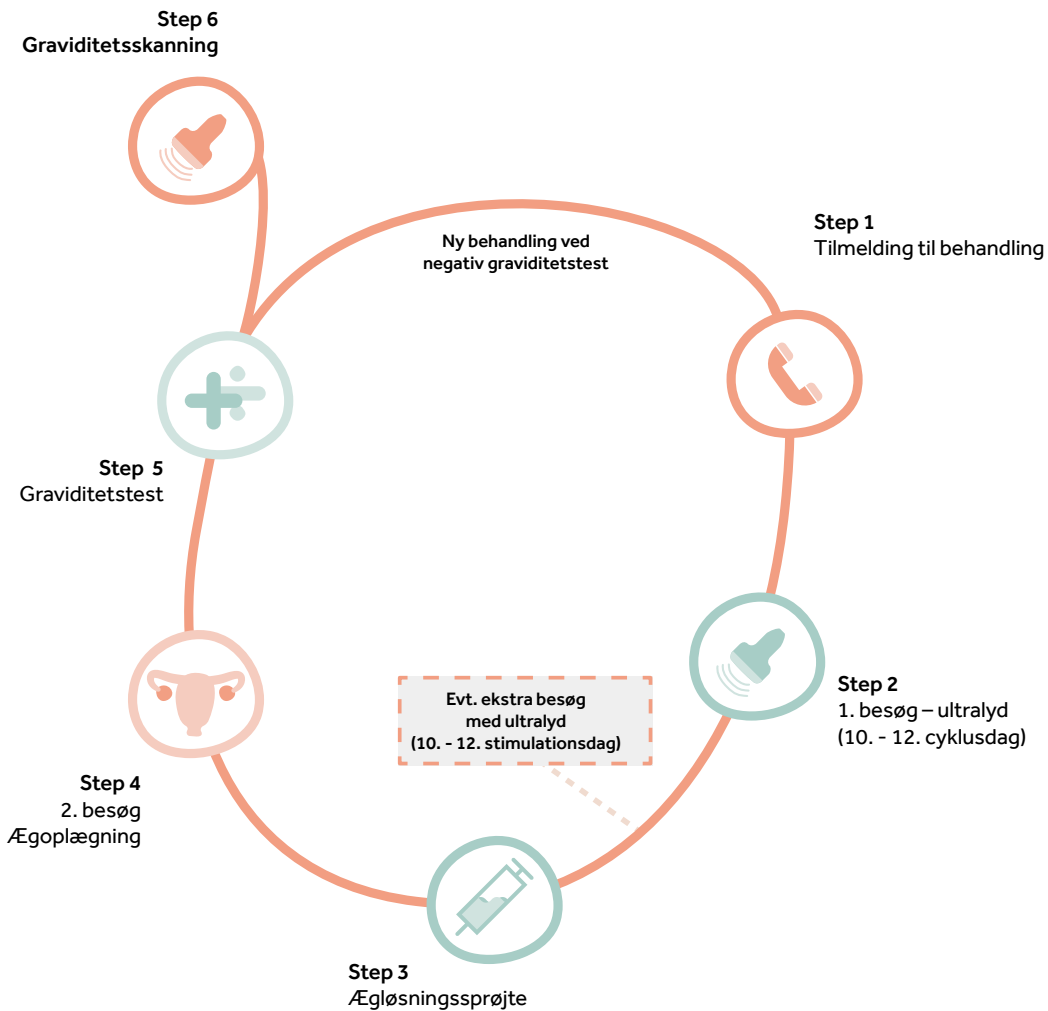 Step 6
Graviditetsskanning
Ny behandling ved
negativ graviditetstest
Step 1
Tilmelding til behandling
Step 5
Graviditetstest
Evt. ekstra besøg
med ultralyd
(10. - 12. stimulationsdag)
Step 2
1. besøg – ultralyd
(10. - 12. cyklusdag)
Step 4
2. besøg
Ægoplægning
Step 3
Ægløsningssprøjte